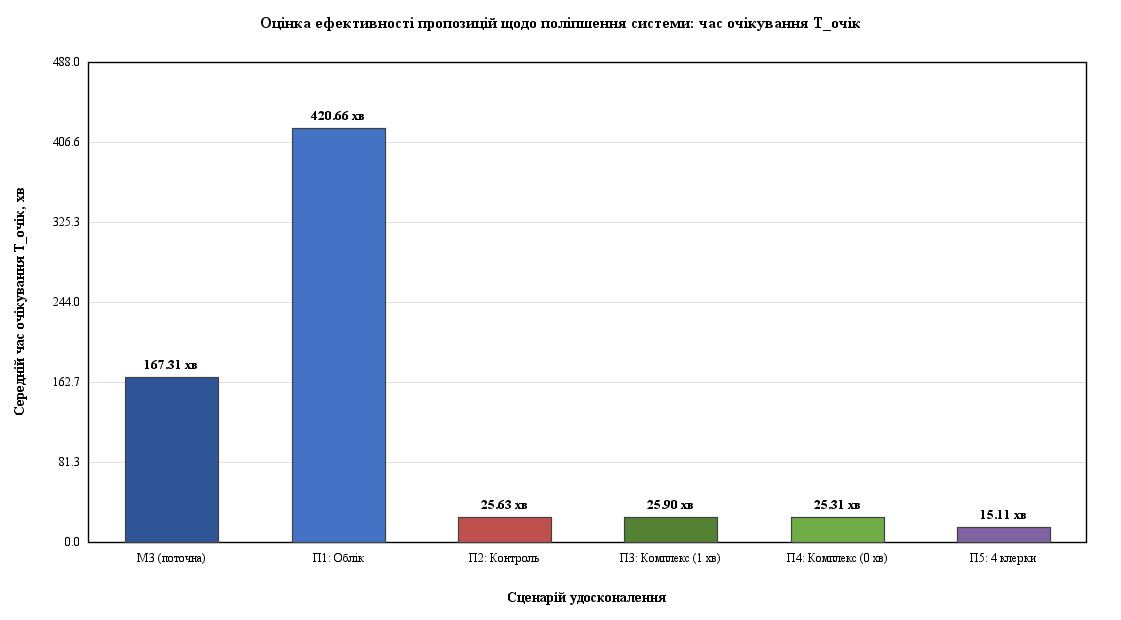 Оцінка ефективності пропозицій щодо поліпшення системи: час очікування T_очік
Середній час очікування T_очік, хв
488.0
406.6
325.3
244.0
162.7
81.3
0.0
167.31 хв
420.66 хв
25.63 хв
25.90 хв
25.31 хв
15.11 хв
М3 (поточна)
П1: Облік
П2: Контроль
П3: Комплекс (1 хв)
П4: Комплекс (0 хв)
П5: 4 клерки
Сценарій удосконалення